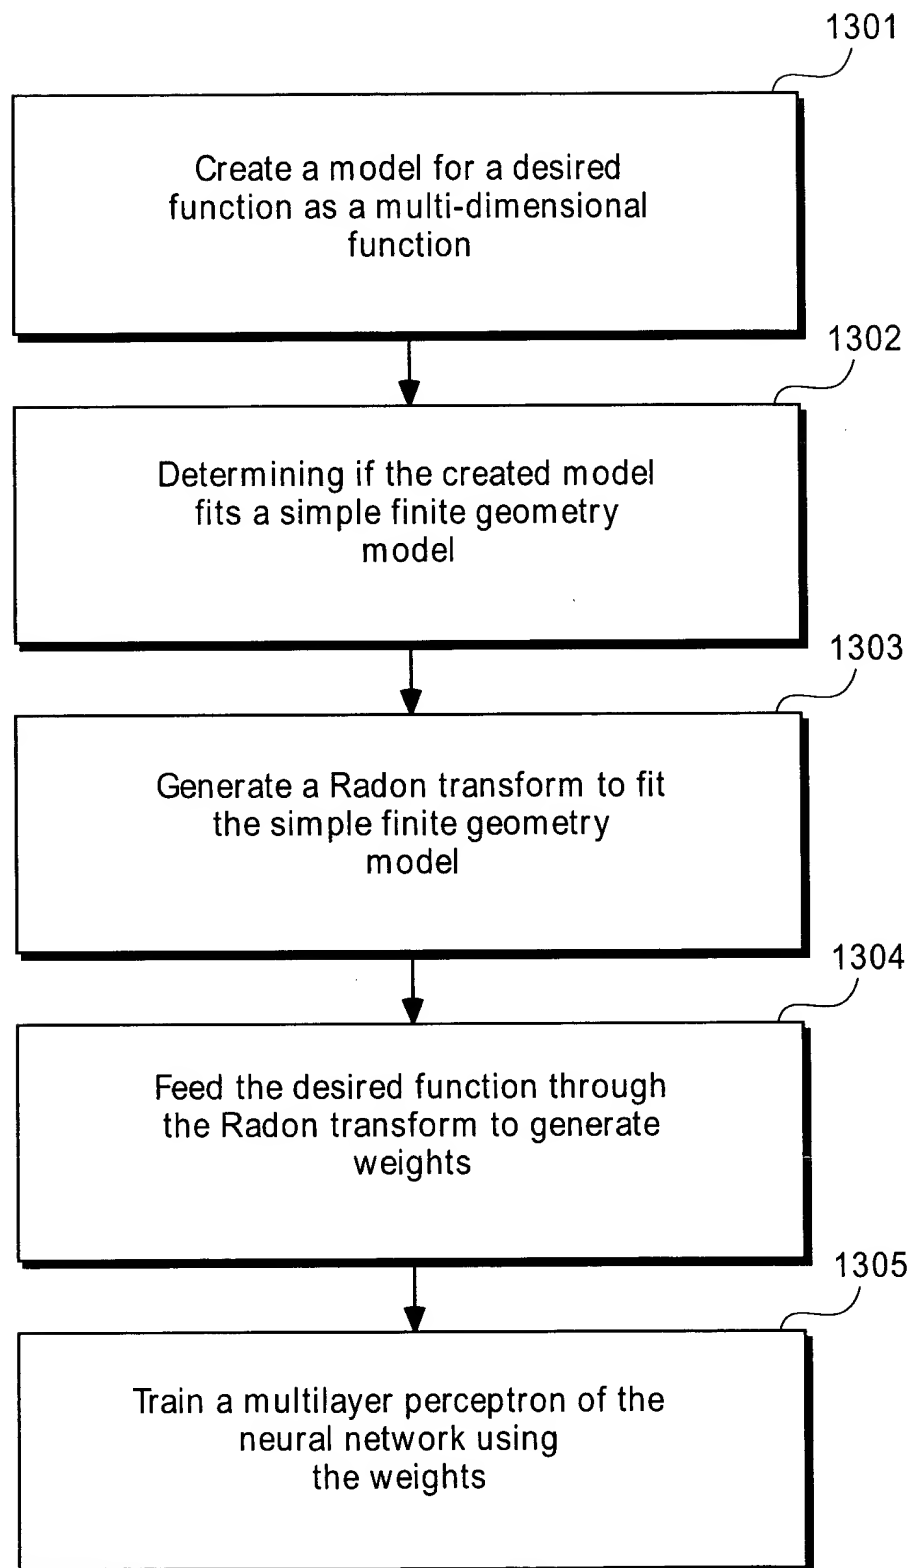 1301
Create a model for a desired
function as a multi-dimensional
function
1302
Determining if the created model
fits a simple finite geometry
model
1303
Generate a Radon transform to fit
the simple finite geometry
model
1304
Feed the desired function through
the Radon transform to generate
weights
1305
Train a multilayer perceptron of the
neural network using
the weights